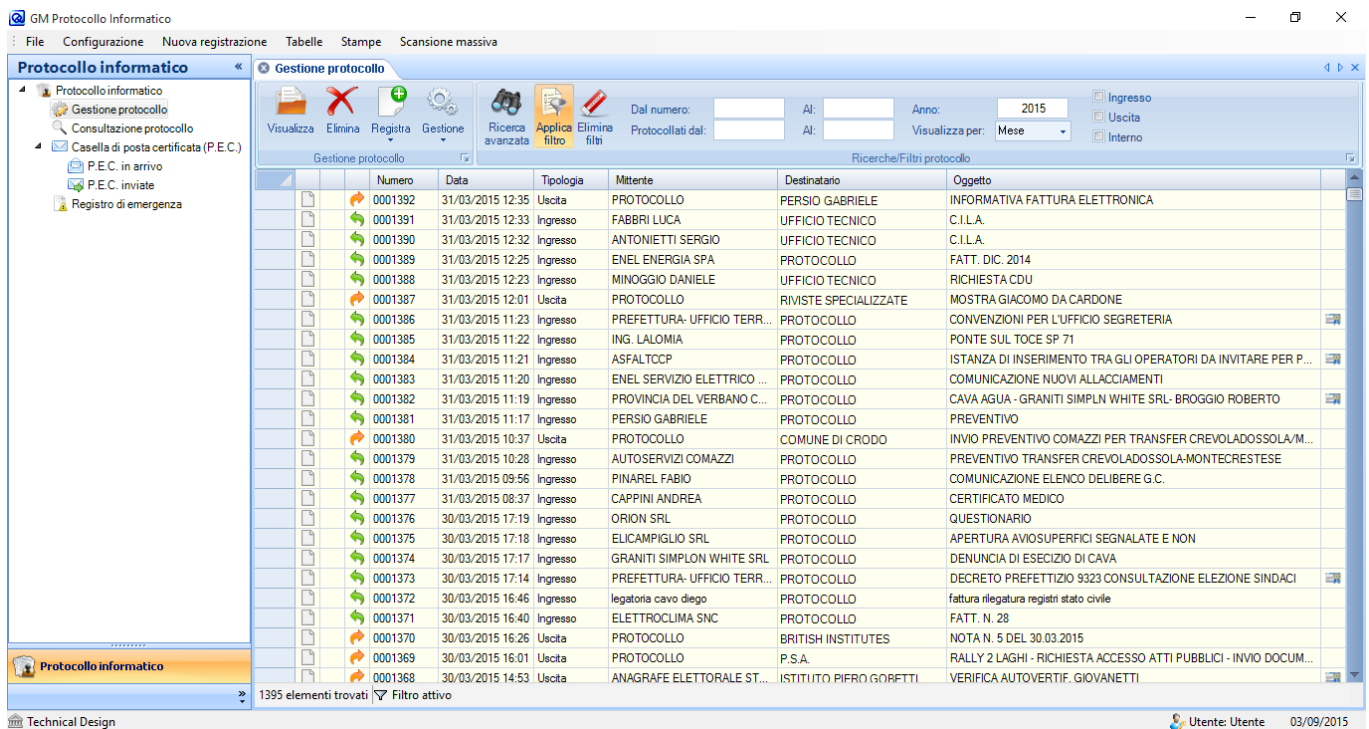 GM Protocollo Informatico
File Configurazione Nuova registrazione Tabelle Stampe Scansione massiva
Protocollo informatico «
Protocollo informatico
Gestione protocollo
Consultazione protocollo
Casella di posta certificata (P.E.C.)
P.E.C. in arrivo
P.E.C. inviate
Registro di emergenza
Protocollo informatico
»
Gestione protocollo
Visualizza Elimina Registra Gestione
Gestione protocollo
Ricerca avanzata Applica filtro Elimina filtri
Dal numero: Al: Anno: 2015
Protocollati dal: Al: Visualizza per: Mese
Ingresso
Uscita
Interno
Ricerche/Filtri protocollo
Numero Data Tipologia Mittente Destinatario Oggetto
0001392 31/03/2015 12:35 Uscita PROTOCOLLO PERSIO GABRIELE INFORMATIVA FATTURA ELETTRONICA
0001391 31/03/2015 12:33 Ingresso FABBRI LUCA UFFICIO TECNICO C.I.L.A.
0001390 31/03/2015 12:32 Ingresso ANTONIETTI SERGIO UFFICIO TECNICO C.I.L.A.
0001389 31/03/2015 12:25 Ingresso ENEL ENERGIA SPA PROTOCOLLO FATT. DIC. 2014
0001388 31/03/2015 12:23 Ingresso MINOGGIO DANIELE UFFICIO TECNICO RICHIESTA CDU
0001387 31/03/2015 12:01 Uscita PROTOCOLLO RIVISTE SPECIALIZZATE MOSTRA GIACOMO DA CARDONE
0001386 31/03/2015 11:23 Ingresso PREFETTURA- UFFICIO TERR... PROTOCOLLO CONVENZIONI PER L'UFFICIO SEGRETERIA
0001385 31/03/2015 11:22 Ingresso ING. LALOMIA PROTOCOLLO PONTE SUL TOCE SP 71
0001384 31/03/2015 11:21 Ingresso ASFALTCCP PROTOCOLLO ISTANZA DI INSERIMENTO TRA GLI OPERATORI DA INVITARE PER P...
0001383 31/03/2015 11:20 Ingresso ENEL SERVIZIO ELETTRICO ... PROTOCOLLO COMUNICAZIONE NUOVI ALLACCIAMENTI
0001382 31/03/2015 11:19 Ingresso PROVINCIA DEL VERBANO C... PROTOCOLLO CAVA AGUA - GRANITI SIMPLN WHITE SRL- BROGGIO ROBERTO
0001381 31/03/2015 11:17 Ingresso PERSIO GABRIELE PROTOCOLLO PREVENTIVO
0001380 31/03/2015 10:37 Uscita PROTOCOLLO COMUNE DI CRODO INVIO PREVENTIVO COMAZZI PER TRANSFER CREVOLADOSSOLA/M...
0001379 31/03/2015 10:28 Ingresso AUTOSERVIZI COMAZZI PROTOCOLLO PREVENTIVO TRANSFER CREVOLADOSSOLA-MONTECRESTESE
0001378 31/03/2015 09:56 Ingresso PINAREL FABIO PROTOCOLLO COMUNICAZIONE ELENCO DELIBERE G.C.
0001377 31/03/2015 08:37 Ingresso CAPPINI ANDREA PROTOCOLLO CERTIFICATO MEDICO
0001376 30/03/2015 17:19 Ingresso ORION SRL PROTOCOLLO QUESTIONARIO
0001375 30/03/2015 17:18 Ingresso ELICAMPIGLIO SRL PROTOCOLLO APERTURA AVIOSUPERFICI SEGNALATE E NON
0001374 30/03/2015 17:17 Ingresso GRANITI SIMPLON WHITE SRL PROTOCOLLO DENUNCIA DI ESECIZIO DI CAVA
0001373 30/03/2015 17:14 Ingresso PREFETTURA- UFFICIO TERR... PROTOCOLLO DECRETO PREFETTIZIO 9323 CONSULTAZIONE ELEZIONE SINDACI
0001372 30/03/2015 16:46 Ingresso legatoria cavo diego PROTOCOLLO fattura rilegatura registri stato civile
0001371 30/03/2015 16:40 Ingresso ELETTROCLIMA SNC PROTOCOLLO FATT. N. 28
0001370 30/03/2015 16:26 Uscita PROTOCOLLO BRITISH INSTITUTES NOTA N. 5 DEL 30.03.2015
0001369 30/03/2015 16:01 Uscita PROTOCOLLO P.S.A. RALLY 2 LAGHI - RICHIESTA ACCESSO ATTI PUBBLICI - INVIO DOCUM...
0001368 30/03/2015 14:53 Uscita ANAGRAFE ELETTORALE ST... ISTITUTO PIERO GOBETTI VERIFICA AUTOVERTIF. GIOVANETTI
1395 elementi trovati Filtro attivo
Technical Design Utente: Utente 03/09/2015